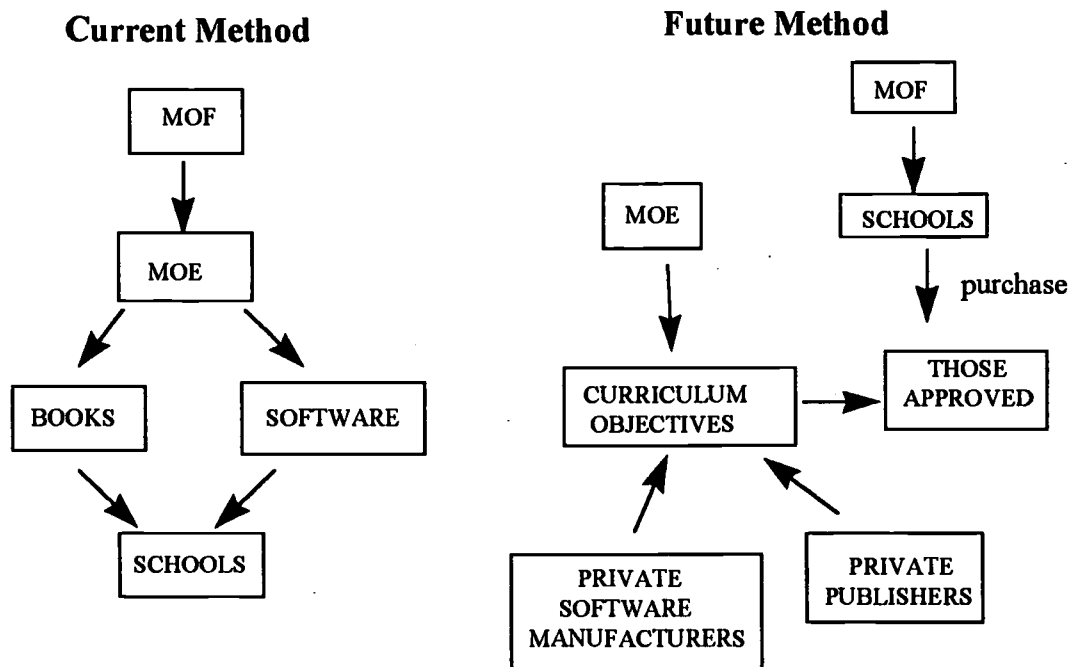 Current Method
MOF
MOE
BOOKS
SOFTWARE
SCHOOLS
Future Method
MOF
MOE
SCHOOLS
purchase
CURRICULUM
OBJECTIVES
THOSE
APPROVED
PRIVATE
SOFTWARE
MANUFACTURERS
PRIVATE
PUBLISHERS